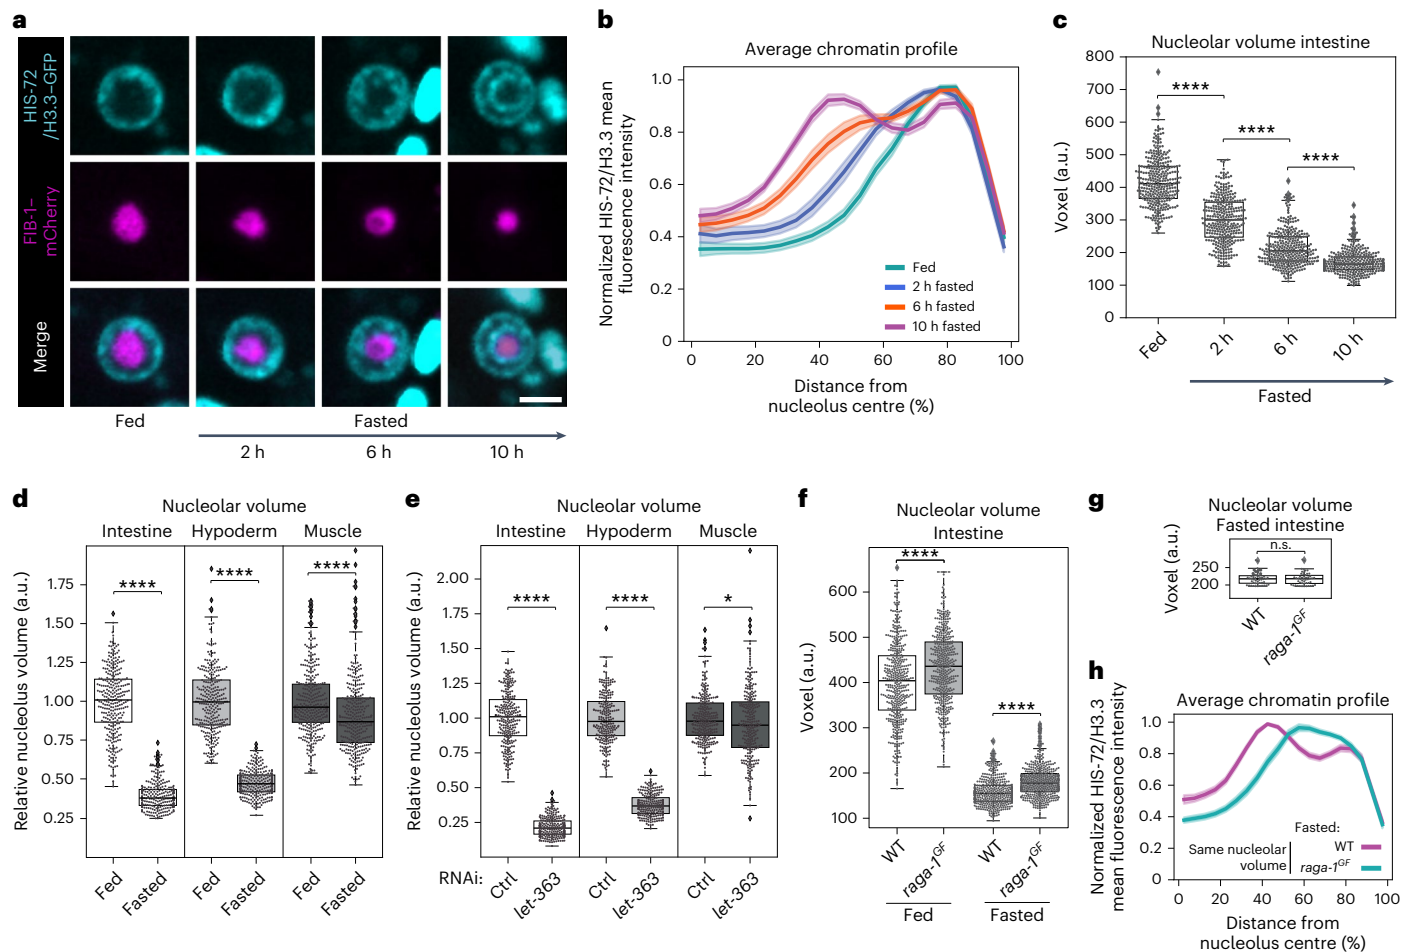 a
HIS-72
/H3.3–GFP
FIB-1–
mCherry
Merge
Fed
Fasted
2 h
6 h
10 h
b
Average chromatin profile
Normalized HIS-72/H3.3 mean
fluorescence intensity
1.0
0.8
0.6
0.4
0.2
0
0
20
40
60
80
100
Fed
2 h fasted
6 h fasted
10 h fasted
Distance from
nucleolus centre (%)
c
Nucleolar volume intestine
Voxel (a.u.)
800
700
600
500
400
300
200
100
0
****
****
****
Fed
2 h
6 h
10 h
Fasted
d
Nucleolar volume
Intestine
Hypoderm
Muscle
Relative nucleolus volume (a.u.)
1.75
1.50
1.25
1.00
0.75
0.50
0.25
****
****
****
Fed
Fasted
Fed
Fasted
Fed
Fasted
e
Nucleolar volume
Intestine
Hypoderm
Muscle
Relative nucleolus volume (a.u.)
2.00
1.75
1.50
1.25
1.00
0.75
0.50
0.25
****
****
*
RNAi:
Ctrl
let-363
Ctrl
let-363
Ctrl
let-363
f
Nucleolar volume
Intestine
Voxel (a.u.)
600
500
400
300
200
100
****
****
WT
raga-1GF
WT
raga-1GF
Fed
Fasted
g
Nucleolar volume
Fasted intestine
Voxel (a.u.)
250
200
n.s.
WT
raga-1GF
h
Average chromatin profile
Normalized HIS-72/H3.3
mean fluorescence intensity
1.0
0.8
0.6
0.4
0.2
0
Fasted:
Same nucleolar
volume
WT
raga-1GF
0
20
40
60
80
100
Distance from
nucleolus centre (%)